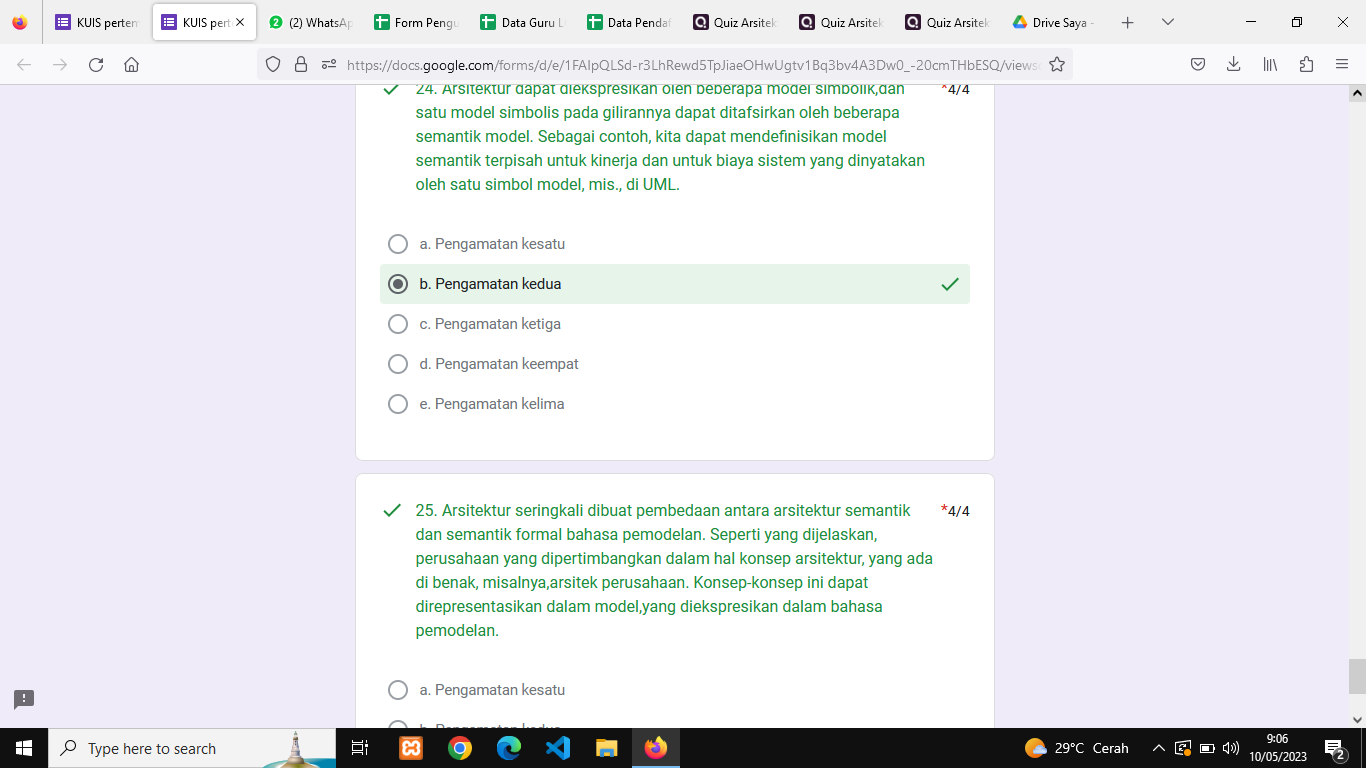 KUIS pertem
KUIS perte
(2) WhatsAp
Form Pengu
Data Guru L
Data Pendaf
Quiz Arsitek
Quiz Arsitek
Quiz Arsitek
Drive Saya -
https://docs.google.com/forms/d/e/1FAIpQLSd-r3LhRewd5TpJiaeOHwUgtv1Bq3bv4A3Dw0_-20cmTHbESQ/viewsc
24. Arsitektur dapat diekspresikan oleh beberapa model simbolik,dan *4/4
satu model simbolis pada gilirannya dapat ditafsirkan oleh beberapa
semantik model. Sebagai contoh, kita dapat mendefinisikan model
semantik terpisah untuk kinerja dan untuk biaya sistem yang dinyatakan
oleh satu simbol model, mis., di UML.
a. Pengamatan kesatu
b. Pengamatan kedua
c. Pengamatan ketiga
d. Pengamatan keempat
e. Pengamatan kelima
25. Arsitektur seringkali dibuat pembedaan antara arsitektur semantik *4/4
dan semantik formal bahasa pemodelan. Seperti yang dijelaskan,
perusahaan yang dipertimbangkan dalam hal konsep arsitektur, yang ada
di benak, misalnya,arsitek perusahaan. Konsep-konsep ini dapat
direpresentasikan dalam model,yang diekspresikan dalam bahasa
pemodelan.
a. Pengamatan kesatu
b. Pengamatan kedua
Type here to search
29°C Cerah
9:06
10/05/2023
2